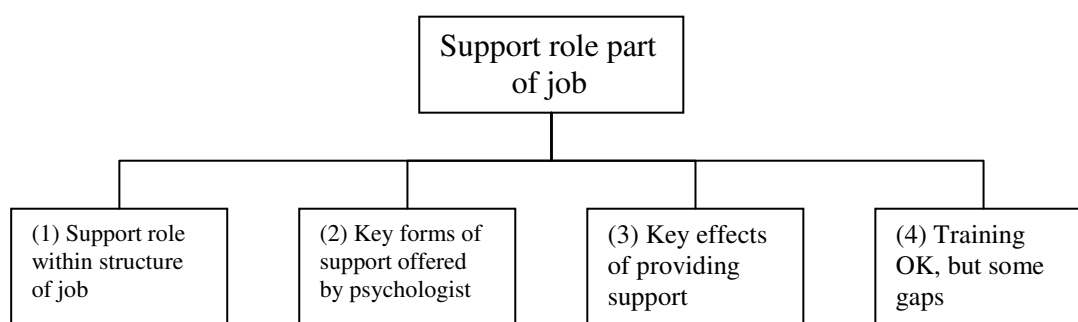 Support role part
of job
(1) Support role
within structure
of job
(2) Key forms of
support offered
by psychologist
(3) Key effects
of providing
support
(4) Training
OK, but some
gaps